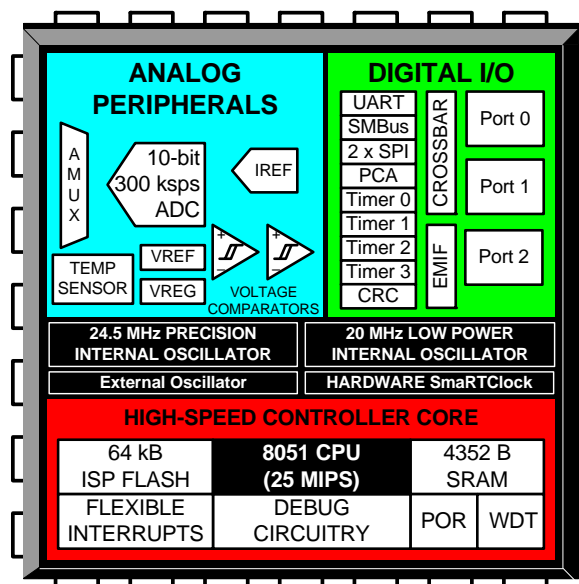 ANALOG
PERIPHERALS
A
M
U
X
10-bit
300 ksps
ADC
IREF
TEMP
SENSOR
VREF
VREG
+
–
+
–
VOLTAGE
COMPARATORS
DIGITAL I/O
UART
SMBus
2 x SPI
PCA
Timer 0
Timer 1
Timer 2
Timer 3
CRC
CROSSBAR
EMIF
Port 0
Port 1
Port 2
24.5 MHz PRECISION
INTERNAL OSCILLATOR
20 MHz LOW POWER
INTERNAL OSCILLATOR
External Oscillator
HARDWARE SmaRTClock
HIGH-SPEED CONTROLLER CORE
64 kB
ISP FLASH
8051 CPU
(25 MIPS)
4352 B
SRAM
FLEXIBLE
INTERRUPTS
DEBUG
CIRCUITRY
POR
WDT